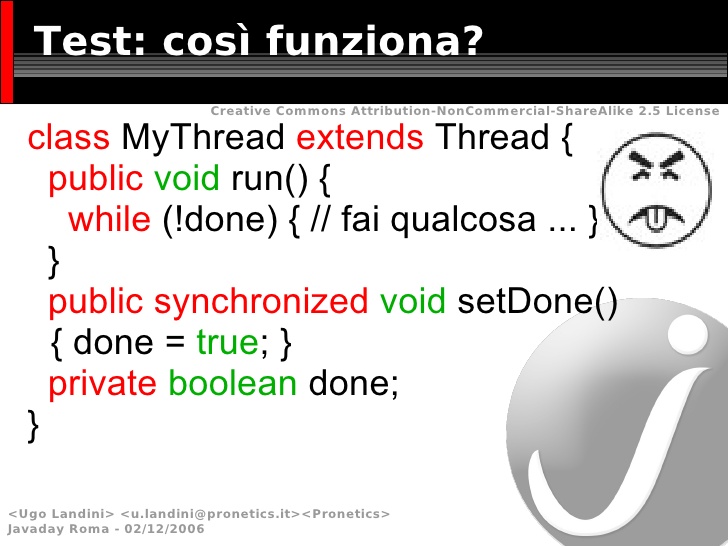 Test: così funziona?
Creative Commons Attribution-NonCommercial-ShareAlike 2.5 License
class MyThread extends Thread {
public void run() {
while (!done) { // fai qualcosa ... }
}
public synchronized void setDone()
{ done = true; }
private boolean done;
}
<Ugo Landini> <u.landini@pronetics.it><Pronetics>
Javaday Roma - 02/12/2006